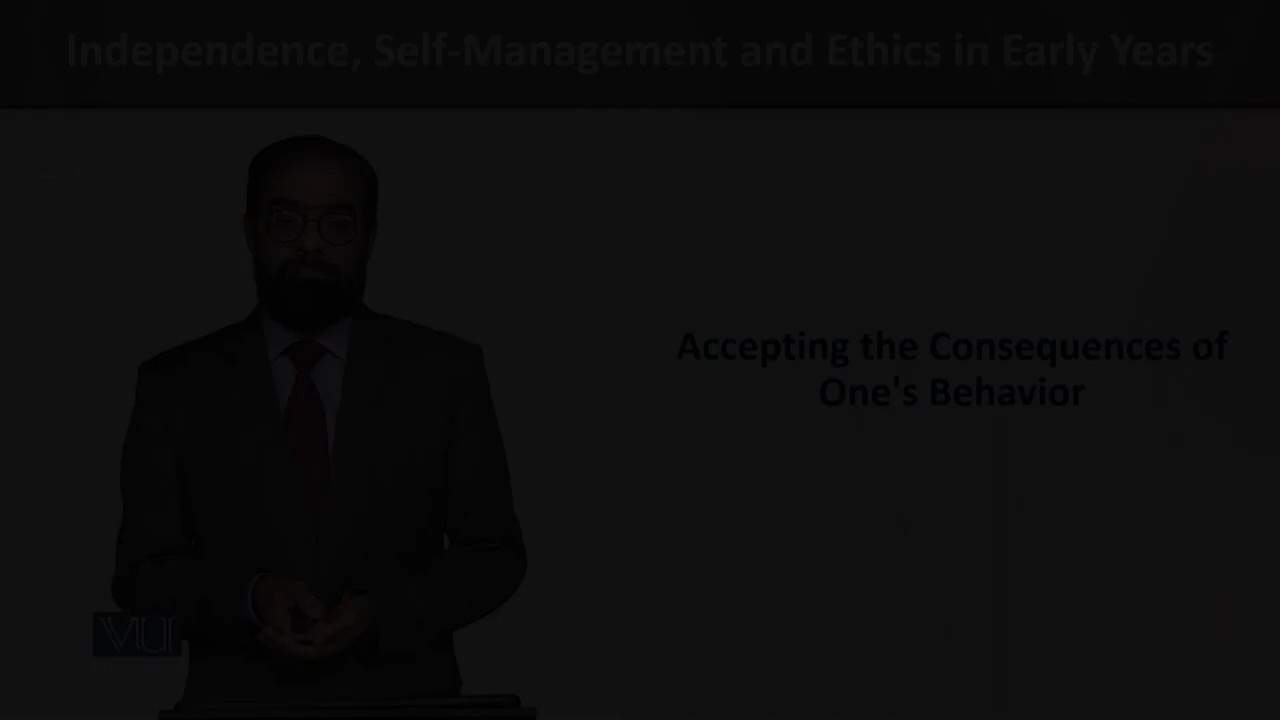 Independence, Self-Management and Ethics in Early Years
Accepting the Consequences of
One's Behavior
VU